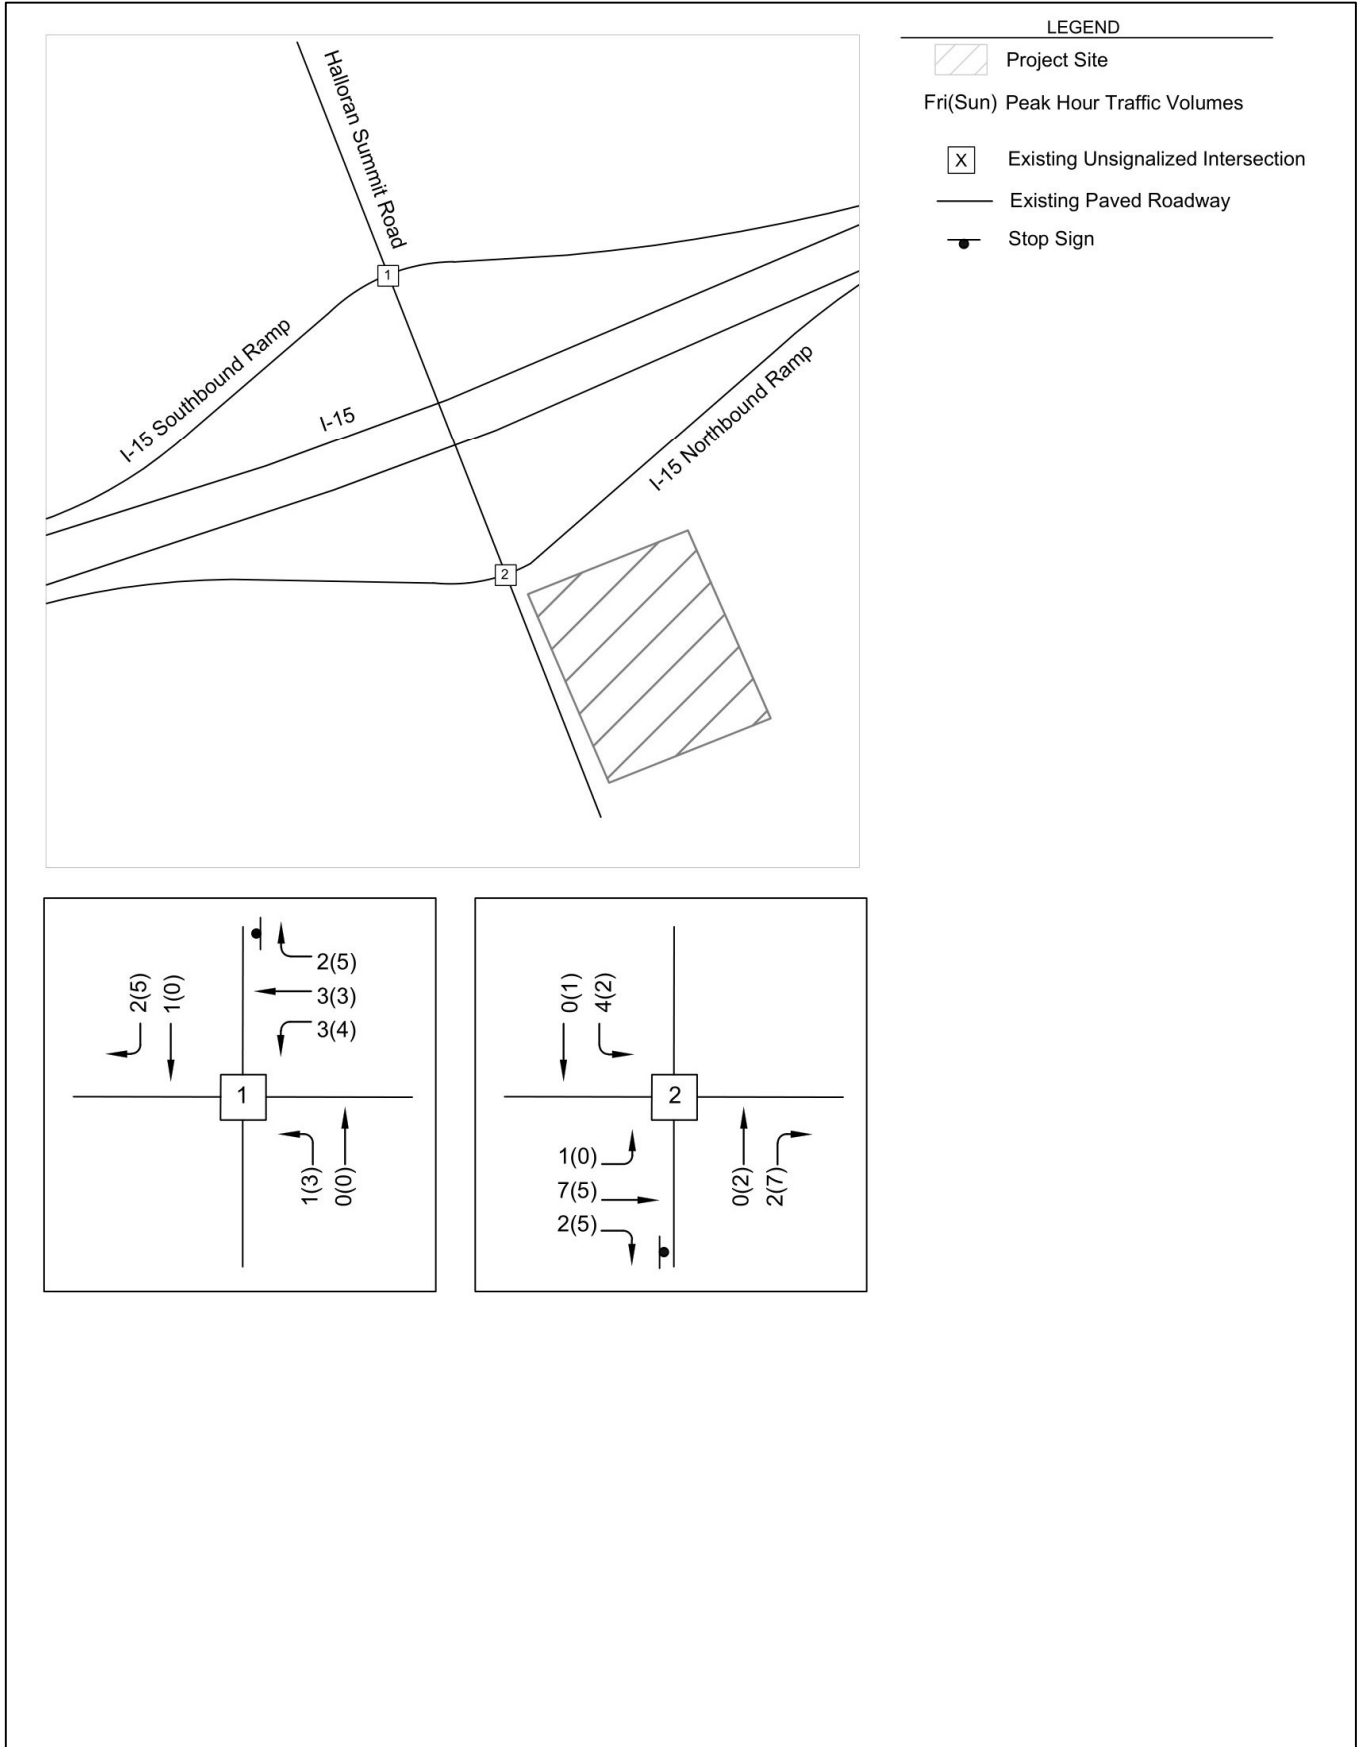 LEGEND
Project Site
Fri(Sun) Peak Hour Traffic Volumes
X Existing Unsignalized Intersection
Existing Paved Roadway
Stop Sign
Halloran Summit Road
1
I-15 Southbound Ramp
I-15
I-15 Northbound Ramp
2
2(5)
1(0)
2(5)
3(3)
3(4)
1
1(3)
0(0)
0(1)
4(2)
2
1(0)
7(5)
2(5)
0(2)
2(7)